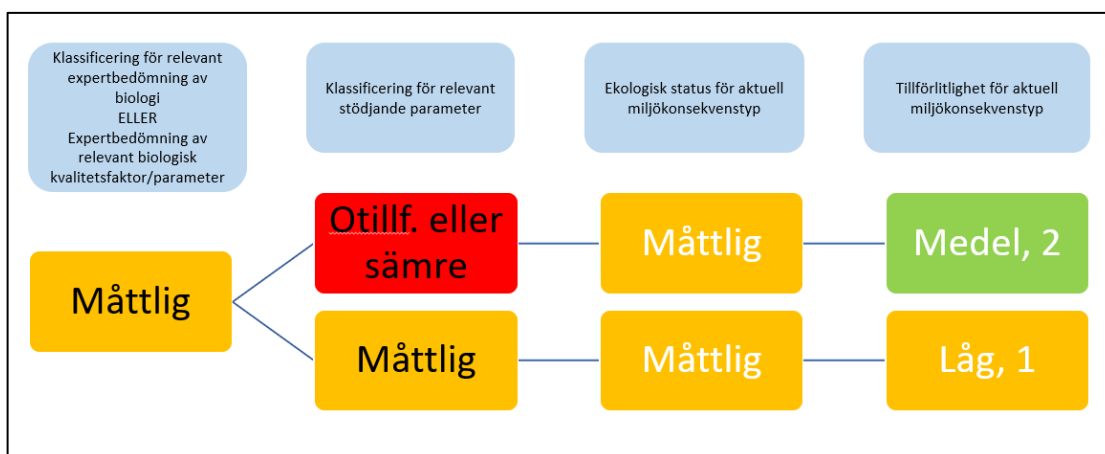 Klassificering för relevant
expertbedömning av
biologi
ELLER
Expertbedömning av
relevant biologisk
kvalitetsfaktor/parameter
Klassificering för relevant
stödjande parameter
Ekologisk status för aktuell
miljökonsekvenstyp
Tillförlitlighet för aktuell
miljökonsekvenstyp
Måttlig
Otillf. eller
sämre
Måttlig
Medel, 2
Måttlig
Måttlig
Låg, 1